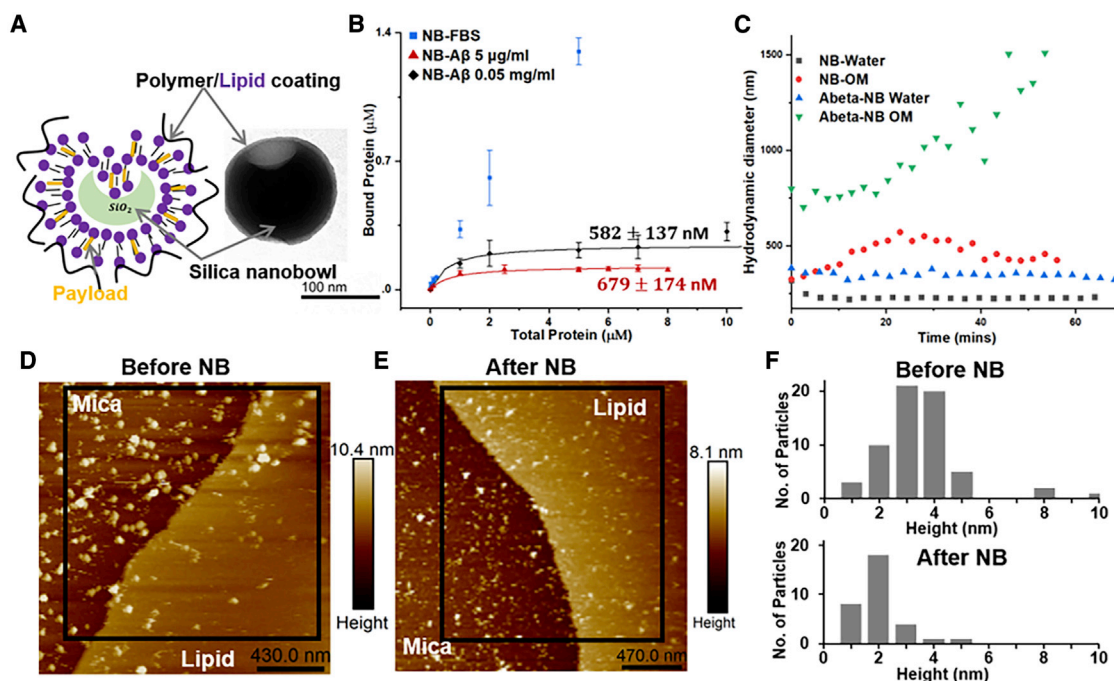 A
Polymer/Lipid coating
SiO₂
Silica nanobowl
Payload
100 nm
B
NB-FBS
NB-Aβ 5 µg/ml
NB-Aβ 0.05 mg/ml
1.4
0.7
.0
Bound Protein (µM)
582 ± 137 nM
679 ± 174 nM
0 2 4 6 8 10
Total Protein (µM)
C
NB-Water
NB-OM
Abeta-NB Water
Abeta-NB OM
1500
1000
500
Hydrodynamic diameter (nm)
0 20 40 60
Time (mins)
D
Before NB
Mica
Lipid
430.0 nm
10.4 nm
Height
E
After NB
Lipid
Mica
470.0 nm
8.1 nm
Height
F
Before NB
20
10
0
No. of Particles
0 2 4 6 8 10
Height (nm)
After NB
20
10
0
No. of Particles
0 2 4 6 8 10
Height (nm)